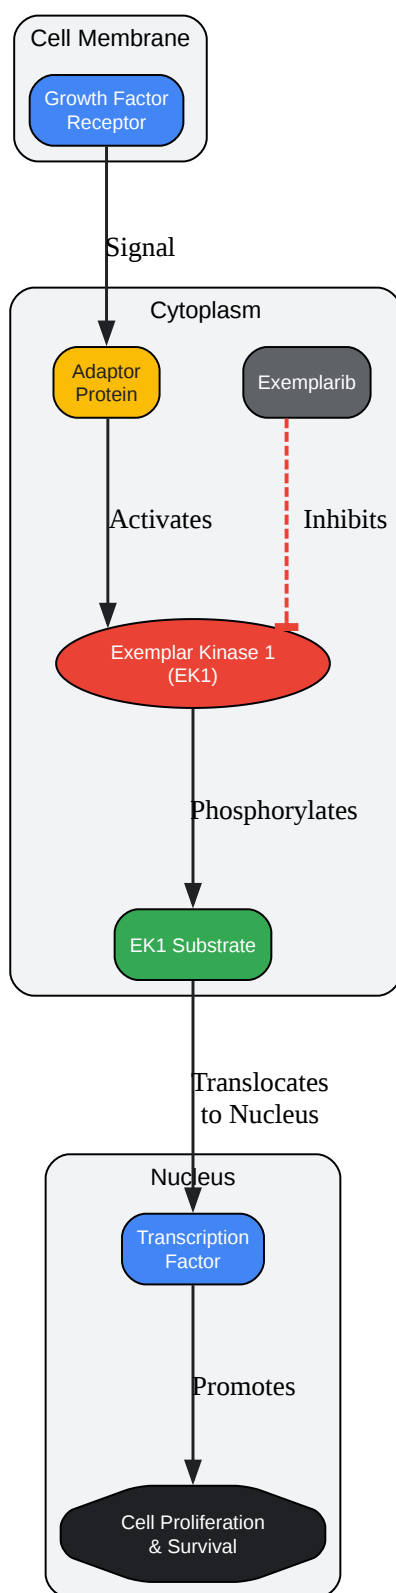 Cell Membrane
Growth Factor
Receptor
Signal
Cytoplasm
Adaptor
Protein
Exemplarib
Activates
Inhibits
Exemplar Kinase 1
(EK1)
Phosphorylates
EK1 Substrate
Translocates
to Nucleus
Nucleus
Transcription
Factor
Promotes
Cell Proliferation
& Survival